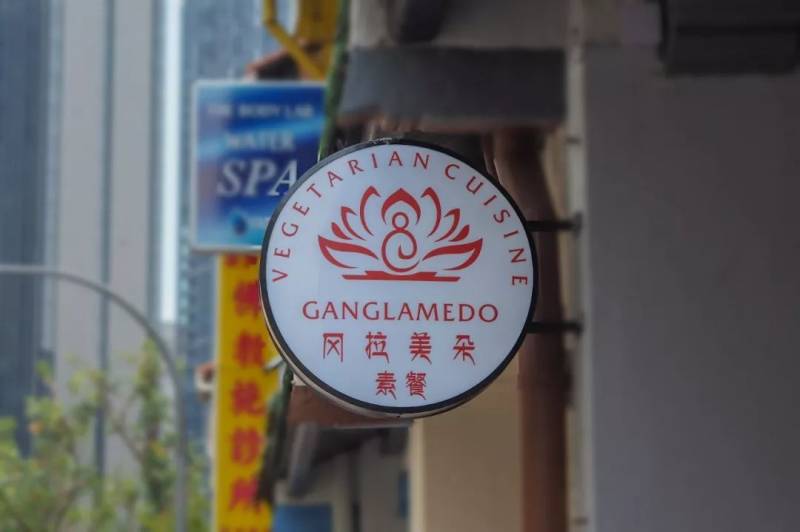 THE BODY LAB
WATER
SPA
VEGETARIAN CUISINE
GANGLAMEDO
冈拉美朵
素餐